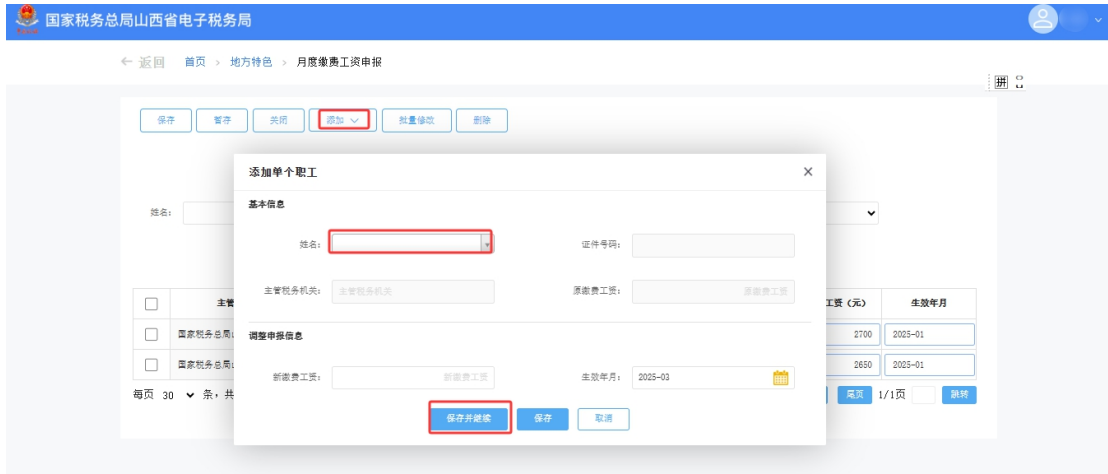 国家税务总局山西省电子税务局
← 返回 首页 > 地方特色 > 月度缴费工资申报
拼
保存 暂存 关闭 添加 批量修改 删除
添加单个职工 ×
基本信息
姓名:
姓名: 证件号码:
主管税务机关: 主管税务机关 原缴费工资: 原缴费工资
主管 工资（元） 生效年月
国家税务总局 2700 2025-01
调整申报信息
国家税务总局 2650 2025-01
新缴费工资: 新缴费工资 生效年月: 2025-03
每页 30 条，共 尾页 1/1页 跳转
保存并继续 保存 取消